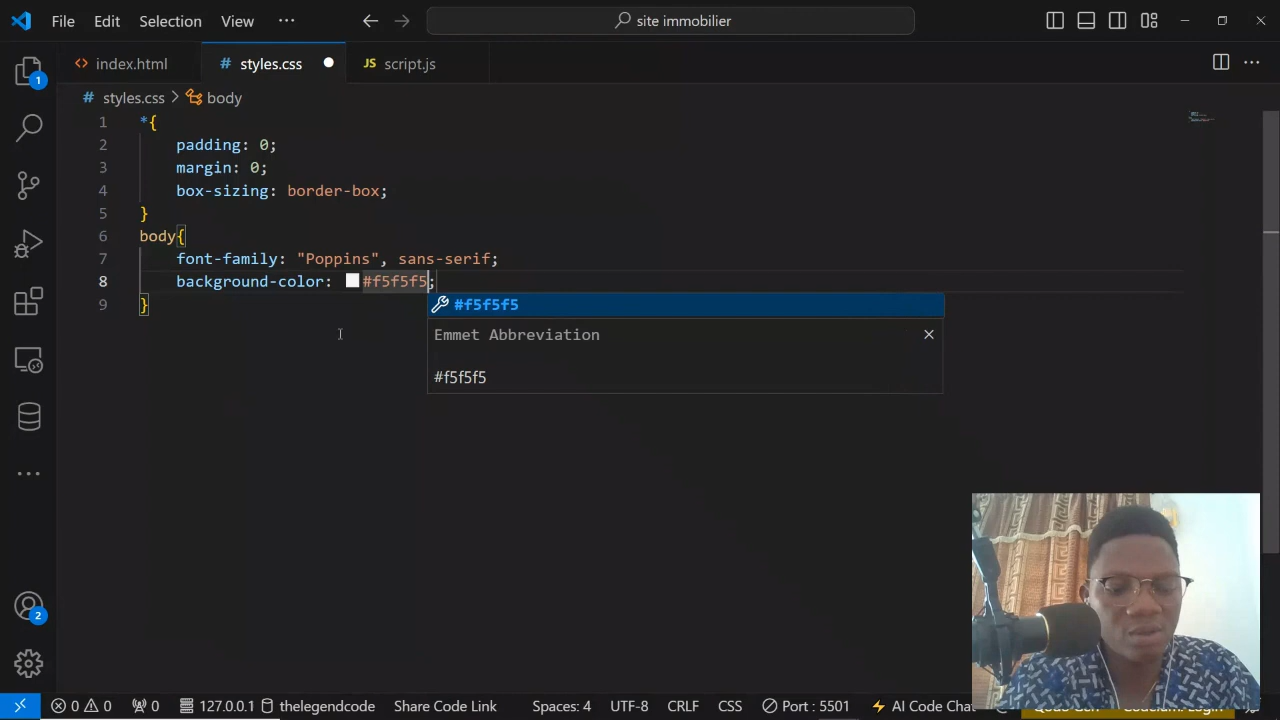 File Edit Selection View ···
site immobilier
index.html
# styles.css
JS script.js
# styles.css > body
1 *{
2 padding: 0;
3 margin: 0;
4 box-sizing: border-box;
5 }
6 body{
7 font-family: "Poppins", sans-serif;
8 background-color: #f5f5f5;
9 }
#f5f5f5
Emmet Abbreviation
#f5f5f5
1
2
0 0 0 127.0.0.1 thelegendcode Share Code Link Spaces: 4 UTF-8 CRLF CSS Port : 5501 AI Code Chat